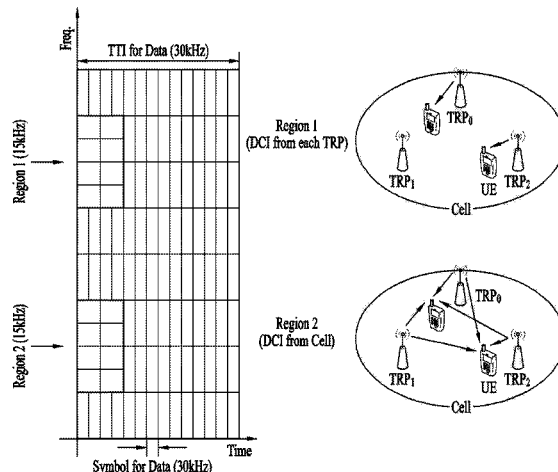 Freq.
TTI for Data (30kHz)
Region 1 (15kHz)
Region 1
(DCI from each TRP)
TRP0
TRP1
UE
TRP2
Cell
Region 2 (15kHz)
Region 2
(DCI from Cell)
TRP0
TRP1
UE
TRP2
Cell
Time
Symbol for Data (30kHz)